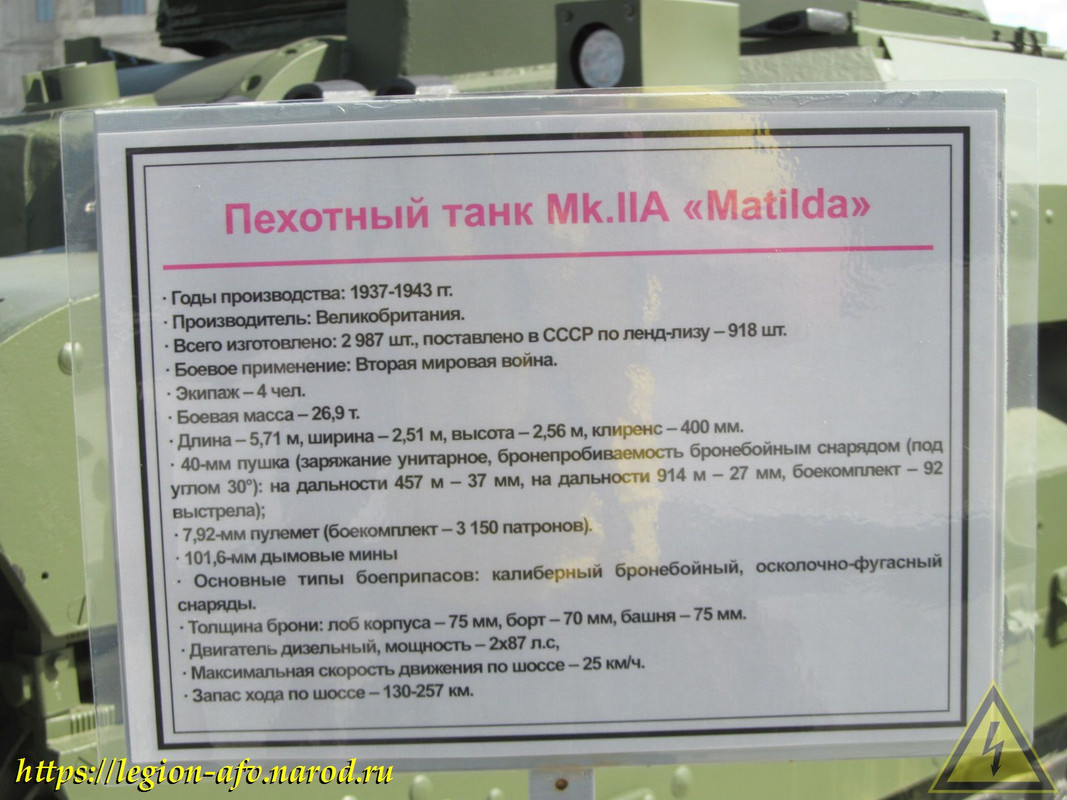 Пехотный танк Mk.IIA «Matilda»
· Годы производства: 1937-1943 гг.
· Производитель: Великобритания.
· Всего изготовлено: 2 987 шт., поставлено в СССР по ленд-лизу – 918 шт.
· Боевое применение: Вторая мировая война.
· Экипаж – 4 чел.
· Боевая масса – 26,9 т.
· Длина – 5,71 м, ширина – 2,51 м, высота – 2,56 м, клиренс – 400 мм.
· 40-мм пушка (заряжание унитарное, бронепробиваемость бронебойным снарядом (под
углом 30°): на дальности 457 м – 37 мм, на дальности 914 м – 27 мм, боекомплект – 92
выстрела);
· 7,92-мм пулемет (боекомплект – 3 150 патронов).
· 101,6-мм дымовые мины
· Основные типы боеприпасов: калиберный бронебойный, осколочно-фугасный
снаряды.
· Толщина брони: лоб корпуса – 75 мм, борт – 70 мм, башня – 75 мм.
· Двигатель дизельный, мощность – 2х87 л.с,
· Максимальная скорость движения по шоссе – 25 км/ч.
· Запас хода по шоссе – 130-257 км.
https://legion-afv.narod.ru